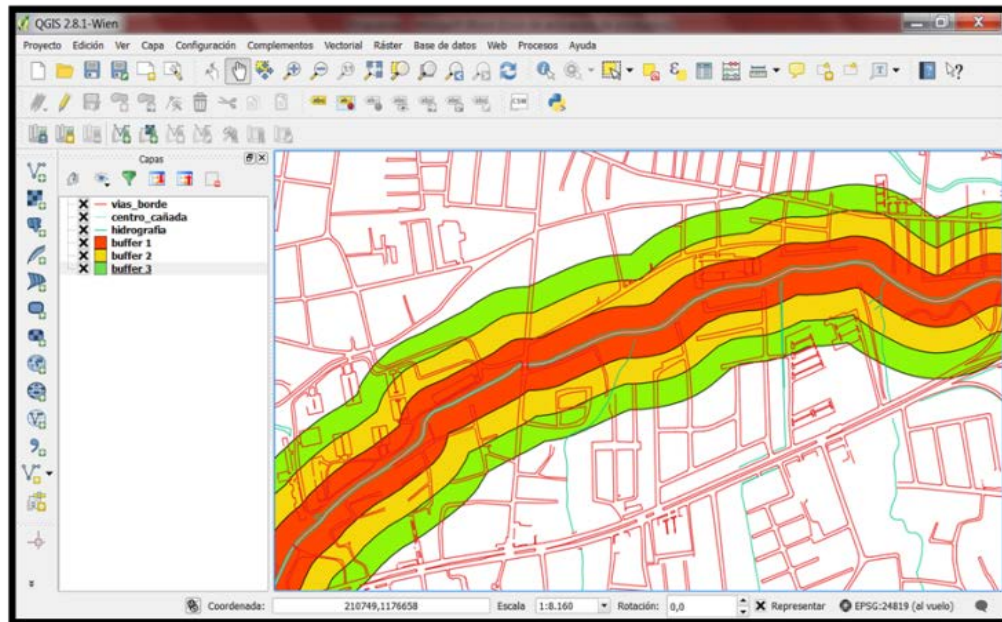 QGIS 2.8.1-Wien
Proyecto Edición Ver Capa Configuración Complementos Vectorial Ráster Base de datos Web Procesos Ayuda
CSW
Capas
vias_borde
centro_cañada
hidrografia
buffer 1
buffer 2
buffer 3
Coordenada: 210749,1176658 Escala 1:8.160 Rotación: 0,0 Representar EPSG:24819 (al vuelo)